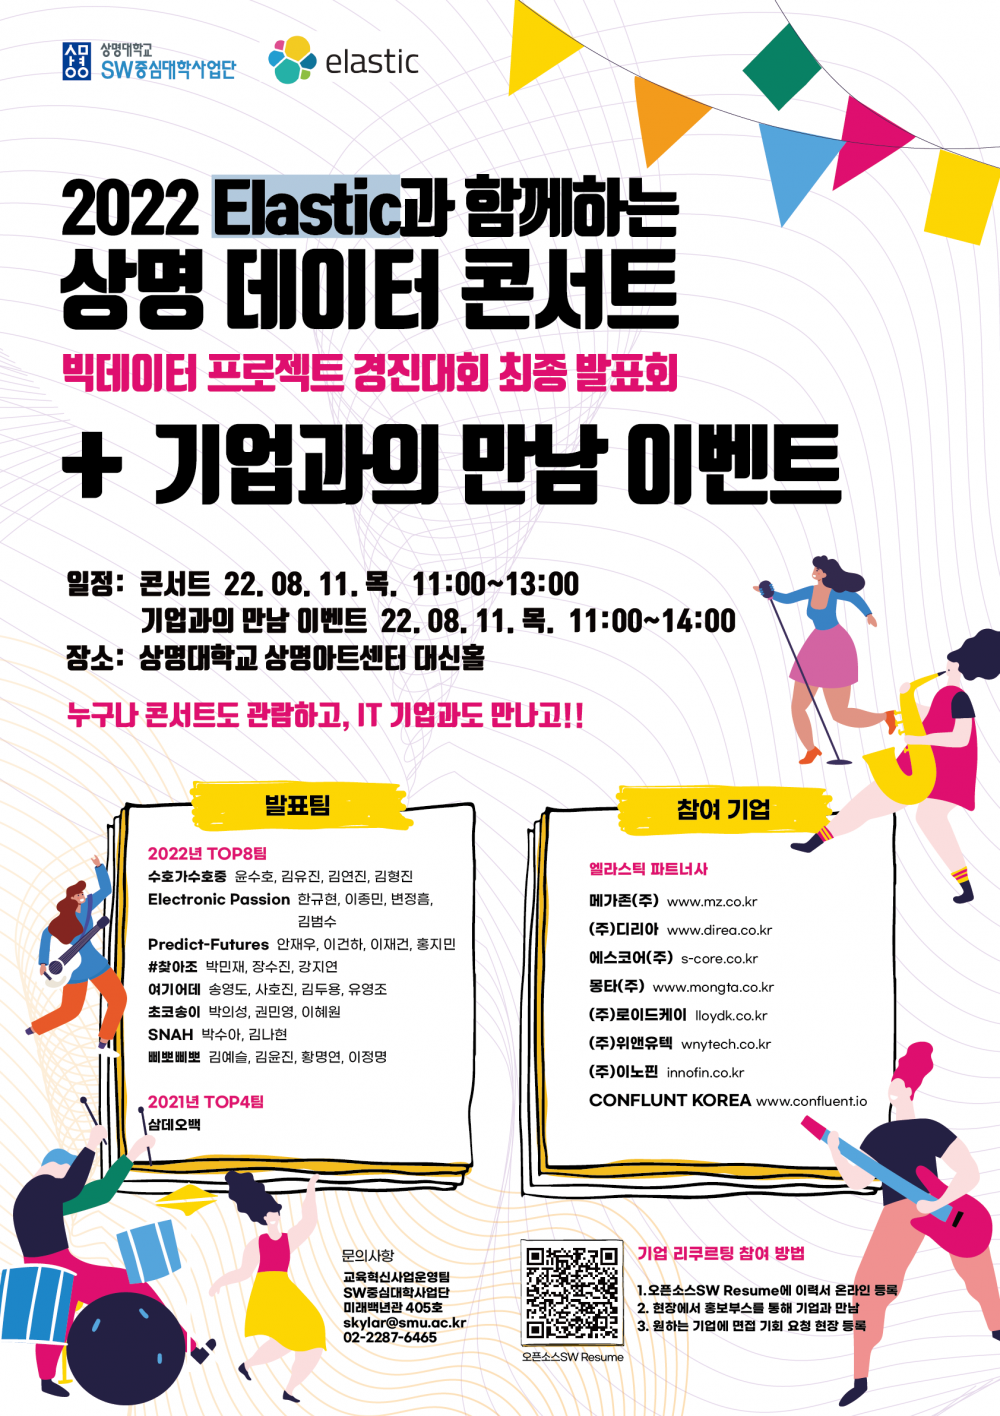 상명대학교
SW중심대학사업단
elastic
2022 Elastic과 함께하는
상명 데이터 콘서트
빅데이터 프로젝트 경진대회 최종 발표회
+ 기업과의 만남 이벤트
일정: 콘서트 22. 08. 11. 목. 11:00~13:00
기업과의 만남 이벤트 22. 08. 11. 목. 11:00~14:00
장소: 상명대학교 상명아트센터 대신홀
누구나 콘서트도 관람하고, IT 기업과도 만나고!!
발표팀
2022년 TOP8팀
수호가수호중 윤수호, 김유진, 김연진, 김형진
Electronic Passion 한규현, 이종민, 변정흠,
김범수
Predict-Futures 안재우, 이건하, 이재건, 홍지민
#찾아조 박민재, 장수진, 강지연
여기어데 송영도, 사호진, 김두용, 유영조
초코송이 박의성, 권민영, 이혜원
SNAH 박수아, 김나현
삐뽀삐뽀 김예슬, 김윤진, 황명연, 이정명
2021년 TOP4팀
삼데오백
참여 기업
엘라스틱 파트너사
메가존(주) www.mz.co.kr
(주)디리아 www.direa.co.kr
에스코어(주) s-core.co.kr
몽타(주) www.mongta.co.kr
(주)로이드케이 lloydk.co.kr
(주)위앤유텍 wnytech.co.kr
(주)이노핀 innofin.co.kr
CONFLUNT KOREA www.confluent.io
문의사항
교육혁신사업운영팀
SW중심대학사업단
미래백년관 405호
skylar@smu.ac.kr
02-2287-6465
오픈소스SW Resume
기업 리쿠르팅 참여 방법
1.오픈소스SW Resume에 이력서 온라인 등록
2. 현장에서 홍보부스를 통해 기업과 만남
3. 원하는 기업에 면접 기회 요청 현장 등록